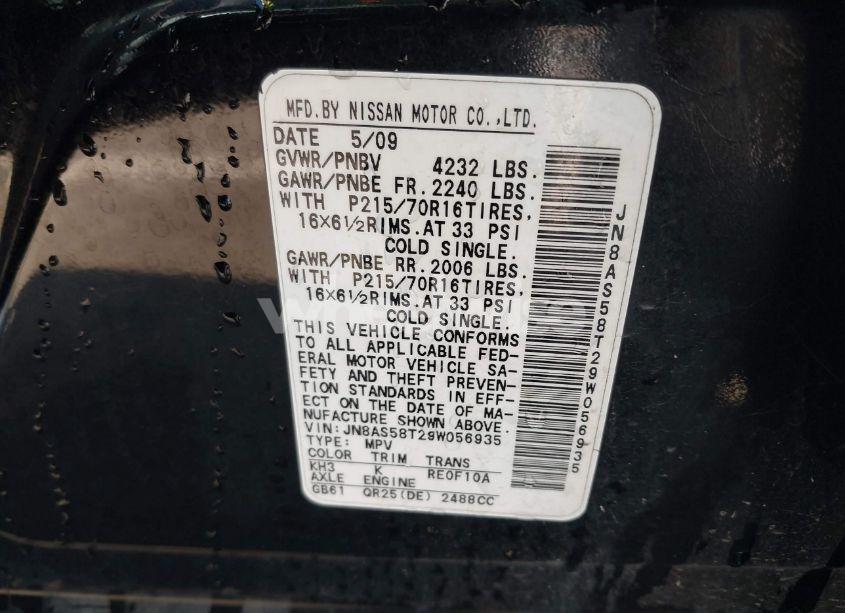 MFD.BY NISSAN MOTOR CO.,LTD.
DATE 5/09
GVWR/PNBV 4232 LBS.
GAWR/PNBE FR.2240 LBS.
WITH P215/70R16TIRES,
16X6½RIMS.AT 33 PSI
COLD SINGLE.
GAWR/PNBE RR.2006 LBS.
WITH P215/70R16TIRES,
16X6½RIMS.AT 33 PSI
COLD SINGLE.
THIS VEHICLE CONFORMS
TO ALL APPLICABLE FED-
ERAL MOTOR VEHICLE SA-
FETY AND THEFT PREVEN-
TION STANDARDS IN EFF-
ECT ON THE DATE OF MA-
NUFACTURE SHOWN ABOVE.
VIN:JN8AS58T29W056935
TYPE: MPV
COLOR TRIM TRANS
KH3 K RE0F10A
AXLE ENGINE
GB61 QR25(DE) 2488CC
JN8AS58T29W056935